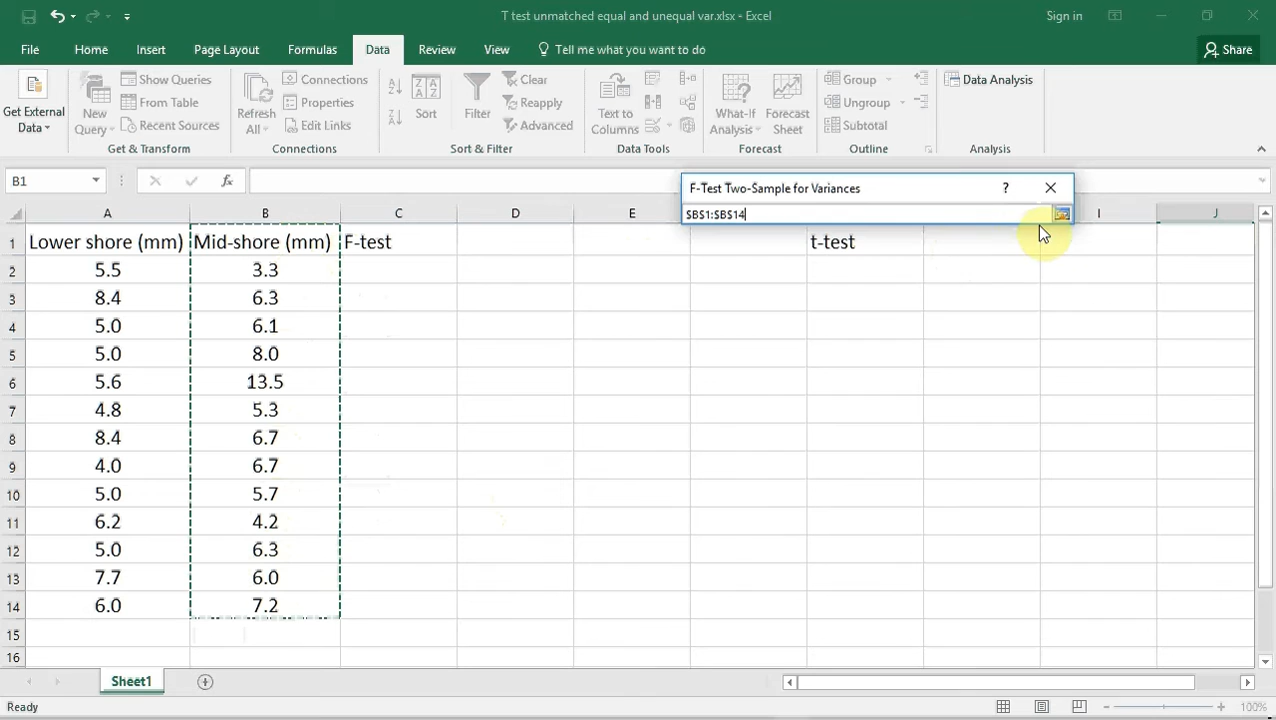 T test unmatched equal and unequal var.xlsx - Excel
Sign in
File Home Insert Page Layout Formulas Data Review View Tell me what you want to do Share
Get External Data
New Query
Show Queries
From Table
Recent Sources
Get & Transform
Refresh All
Connections
Properties
Edit Links
Connections
Sort
Filter
Clear
Reapply
Advanced
Sort & Filter
Text to Columns
Data Tools
What-If Analysis
Forecast Sheet
Forecast
Group
Ungroup
Subtotal
Outline
Data Analysis
Analysis
B1
fx
F-Test Two-Sample for Variances ?
$B$1:$B$14
A B C D E I J
1 Lower shore (mm) Mid-shore (mm) F-test t-test
2 5.5 3.3
3 8.4 6.3
4 5.0 6.1
5 5.0 8.0
6 5.6 13.5
7 4.8 5.3
8 8.4 6.7
9 4.0 6.7
10 5.0 5.7
11 6.2 4.2
12 5.0 6.3
13 7.7 6.0
14 6.0 7.2
15
16
Sheet1
Ready
100%